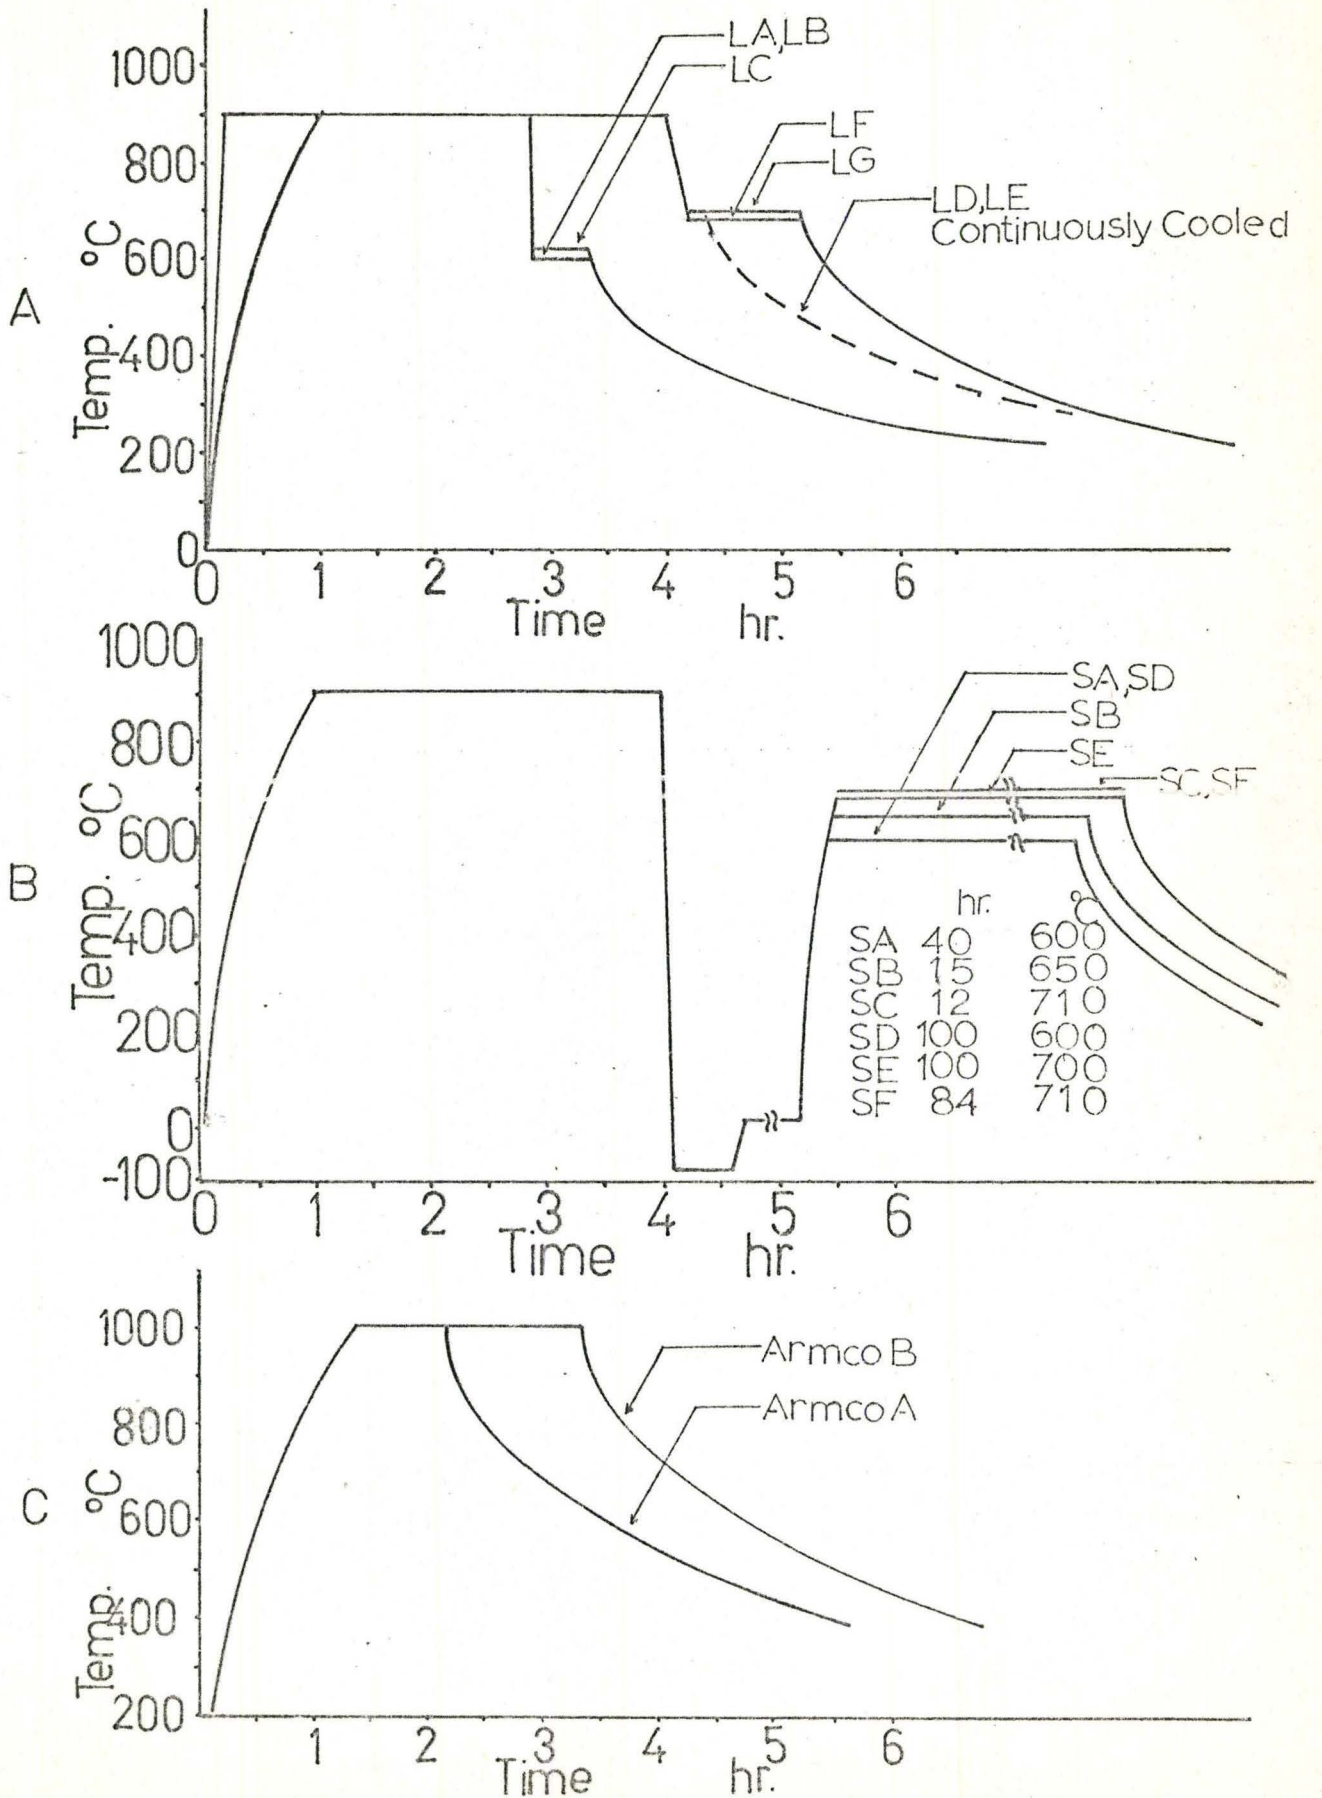 A
Temp. °C
1000
800
600
400
200
0
LA,LB
LC
LF
LG
LD,LE
Continuously Cooled
0 1 2 3 4 5 6
Time hr.
B
Temp. °C
1000
800
600
400
200
0
-100
SA,SD
SB
SE
SC,SF
hr. °C
SA 40 600
SB 15 650
SC 12 710
SD 100 600
SE 100 700
SF 84 710
0 1 2 3 4 5 6
Time hr.
C
Temp. °C
1000
800
600
400
200
Armco B
Armco A
1 2 3 4 5 6
Time hr.